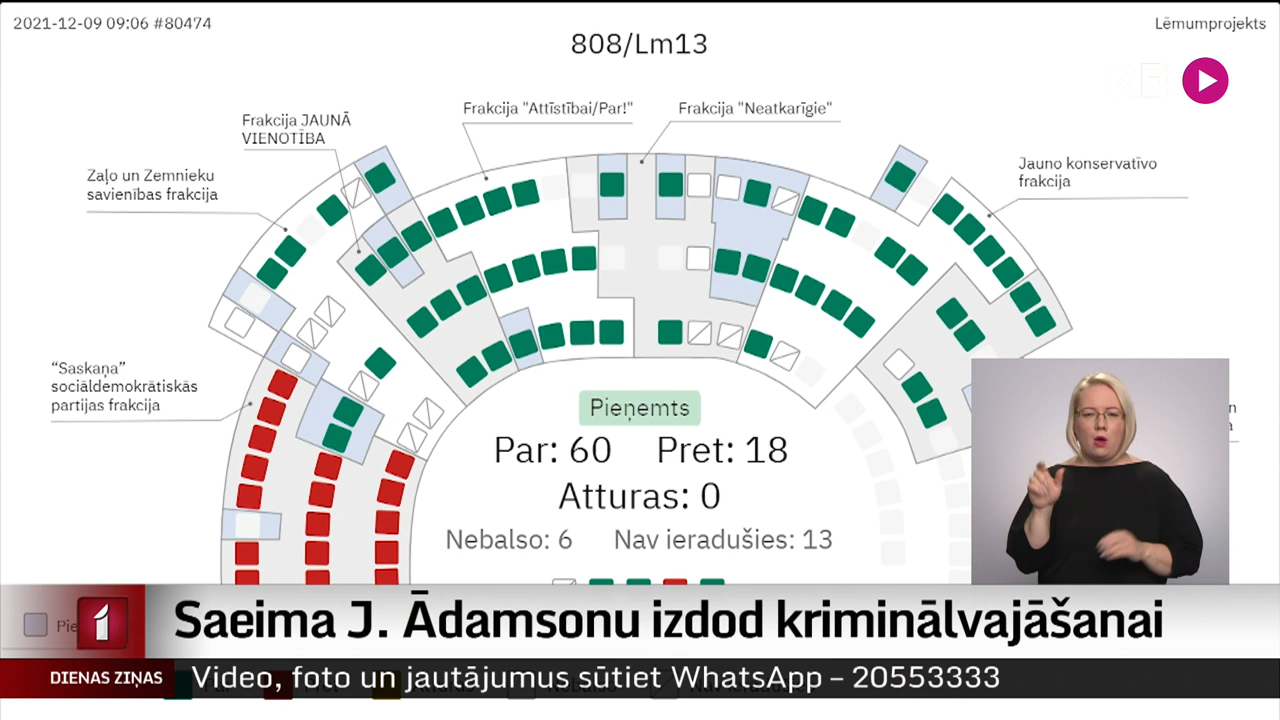 2021-12-09 09:06 #80474
Lēmumprojekts
808/Lm13
Frakcija "Attīstībai/Par!"
Frakcija "Neatkarīgie"
Frakcija JAUNĀ
VIENOTĪBA
Jauno konservatīvo
frakcija
Zaļo un Zemnieku
savienības frakcija
“Saskaņa”
sociāldemokrātiskās
partijas frakcija
Pieņemts
Par: 60 Pret: 18
Atturas: 0
Nebalso: 6 Nav ieradušies: 13
1
Saeima J. Ādamsonu izdod kriminālvajāšanai
DIENAS ZIŅAS
Video, foto un jautājumus sūtiet WhatsApp – 20553333